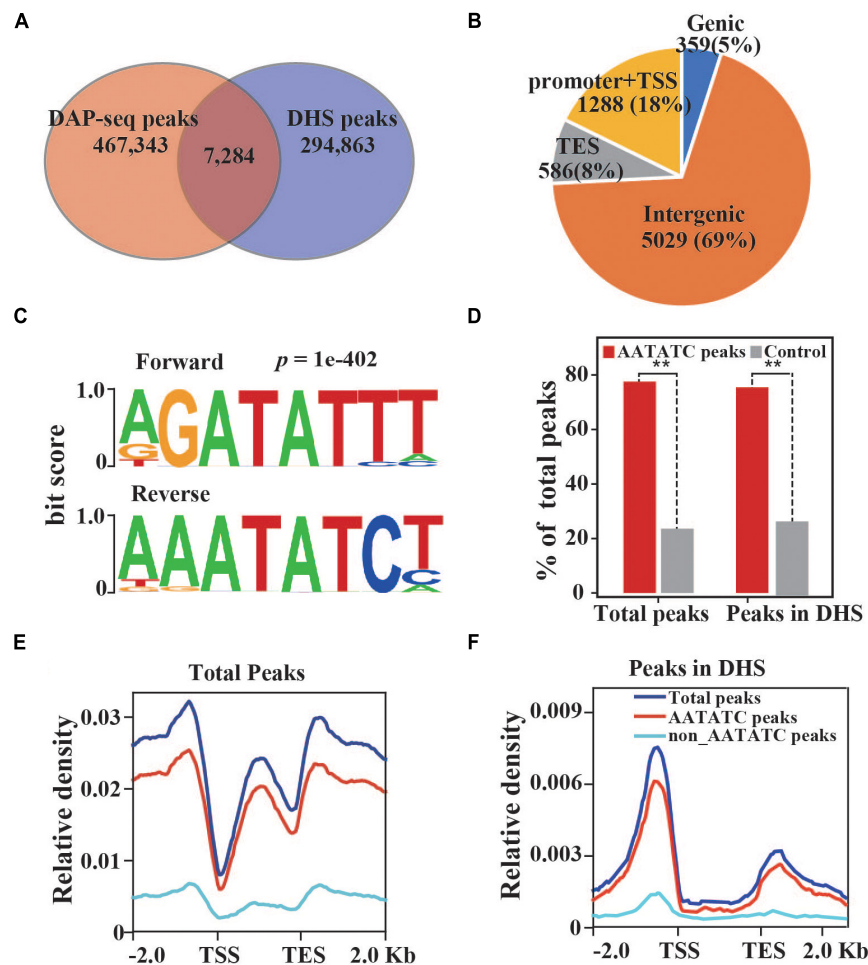 A
DAP-seq peaks
467,343
7,284
DHS peaks
294,863
B
Genic
359(5%)
promoter+TSS
1288 (18%)
TES
586(8%)
Intergenic
5029 (69%)
C
Forward
p = 1e-402
bit score
1.0
0
AGATATTT
G
T
C
A
C
Reverse
1.0
0
AAATATCT
T
G
G
C
A
D
AATATC peaks
Control
**
**
% of total peaks
80
60
40
20
0
Total peaks
Peaks in DHS
E
Total Peaks
Relative density
0.03
0.02
0.01
0
-2.0
TSS
TES
2.0 Kb
F
Peaks in DHS
Total peaks
AATATC peaks
non_AATATC peaks
Relative density
0.009
0.006
0.003
0
-2.0
TSS
TES
2.0 Kb